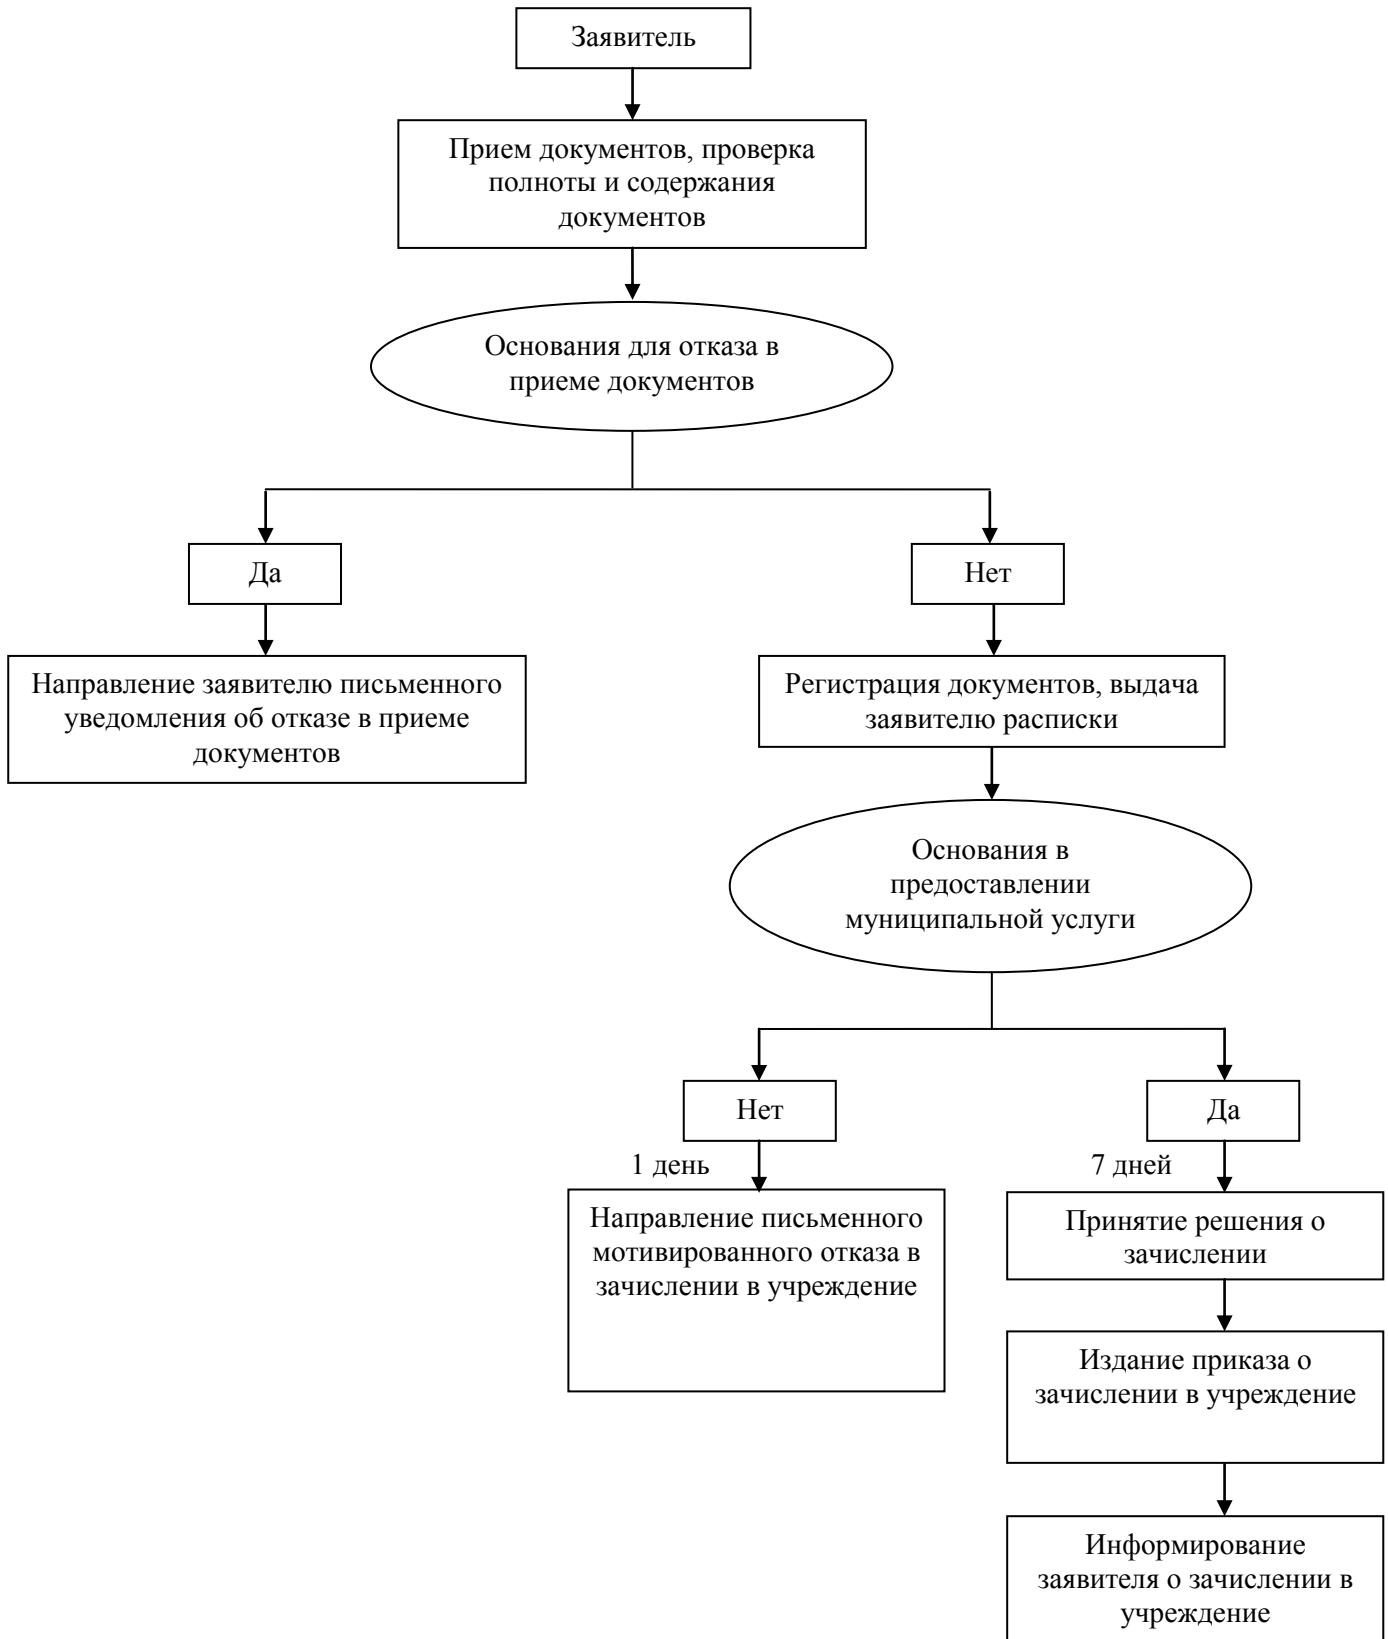 Заявитель
Прием документов, проверка
полноты и содержания
документов
Основания для отказа в
приеме документов
Да
Нет
Направление заявителю письменного
уведомления об отказе в приеме
документов
Регистрация документов, выдача
заявителю расписки
Основания в
предоставлении
муниципальной услуги
Нет
Да
1 день
7 дней
Направление письменного
мотивированного отказа в
зачислении в учреждение
Принятие решения о
зачислении
Издание приказа о
зачислении в учреждение
Информирование
заявителя о зачислении в
учреждение